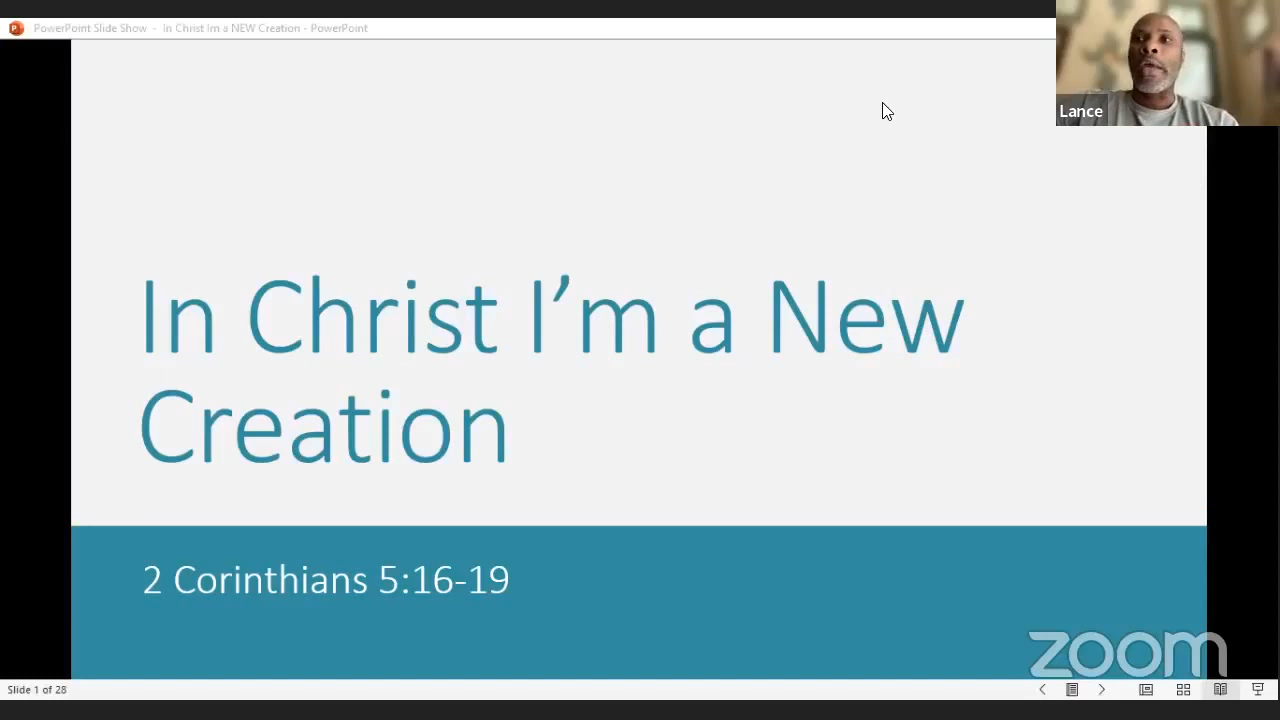 PowerPoint Slide Show - In Christ Im a NEW Creation - PowerPoint
Lance
In Christ I’m a New
Creation
2 Corinthians 5:16-19
zoom
Slide 1 of 28